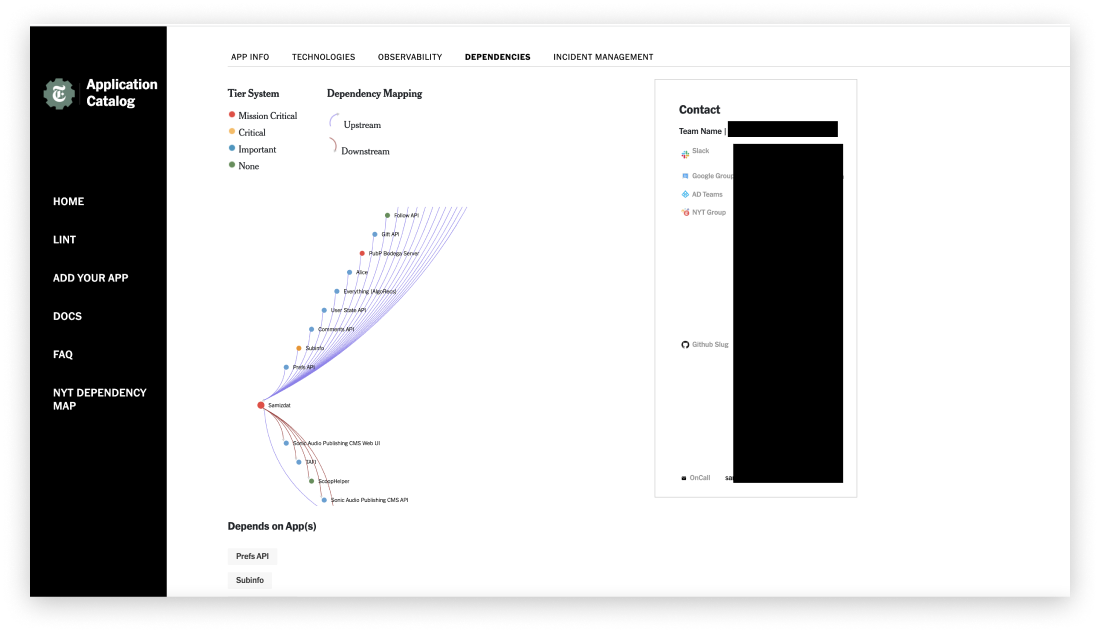 APP INFO
TECHNOLOGIES
OBSERVABILITY
DEPENDENCIES
INCIDENT MANAGEMENT
Application
Catalog
HOME
LINT
ADD YOUR APP
DOCS
FAQ
NYT DEPENDENCY
MAP
Tier System
Mission Critical
Critical
Important
None
Dependency Mapping
Upstream
Downstream
Follow API
Gift API
PubP Bodega Server
Alice
Everything (AlgoRecs)
User State API
Comments API
Subinfo
Prefs API
Samizdat
Sonic Audio Publishing CMS Web UI
ScoopHelper
Sonic Audio Publishing CMS API
Depends on App(s)
Prefs API
Subinfo
Contact
Team Name |
Slack
Google Group
AD Teams
NYT Group
Github Slug
OnCall